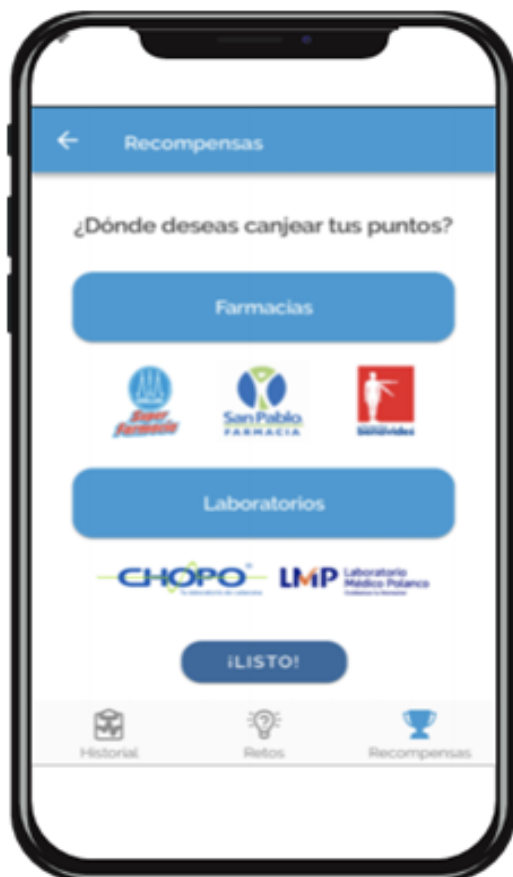 Recompensas
¿Dónde deseas canjear tus puntos?
Farmacias
Super
Farmacia
San Pablo
FARMACIA
benavides
Laboratorios
CHOPO
LMP Laboratorio
Médico Polanco
¡LISTO!
Historial
Retos
Recompensas